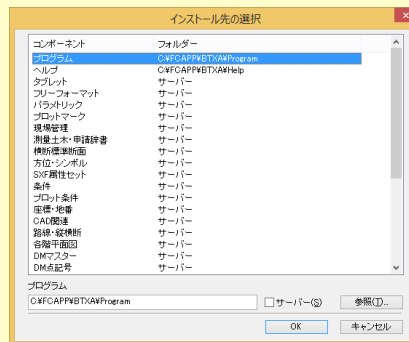 インストール先の選択
コンポーネント フォルダー
プログラム C:¥FCAPP¥BTXA¥Program
ヘルプ C:¥FCAPP¥BTXA¥Help
タブレット サーバー
フリーフォーマット サーバー
パラメトリック サーバー
プロットマーク サーバー
現場管理 サーバー
測量土木・申請辞書 サーバー
横断標準断面 サーバー
方位・シンボル サーバー
SXF属性セット サーバー
条件 サーバー
プロット条件 サーバー
座標・地番 サーバー
CAD関連 サーバー
路線・縦横断 サーバー
各階平面図 サーバー
DMマスター サーバー
DM点記号 サーバー
プログラム
C:¥FCAPP¥BTXA¥Program サーバー(S) 参照(T)...
OK キャンセル